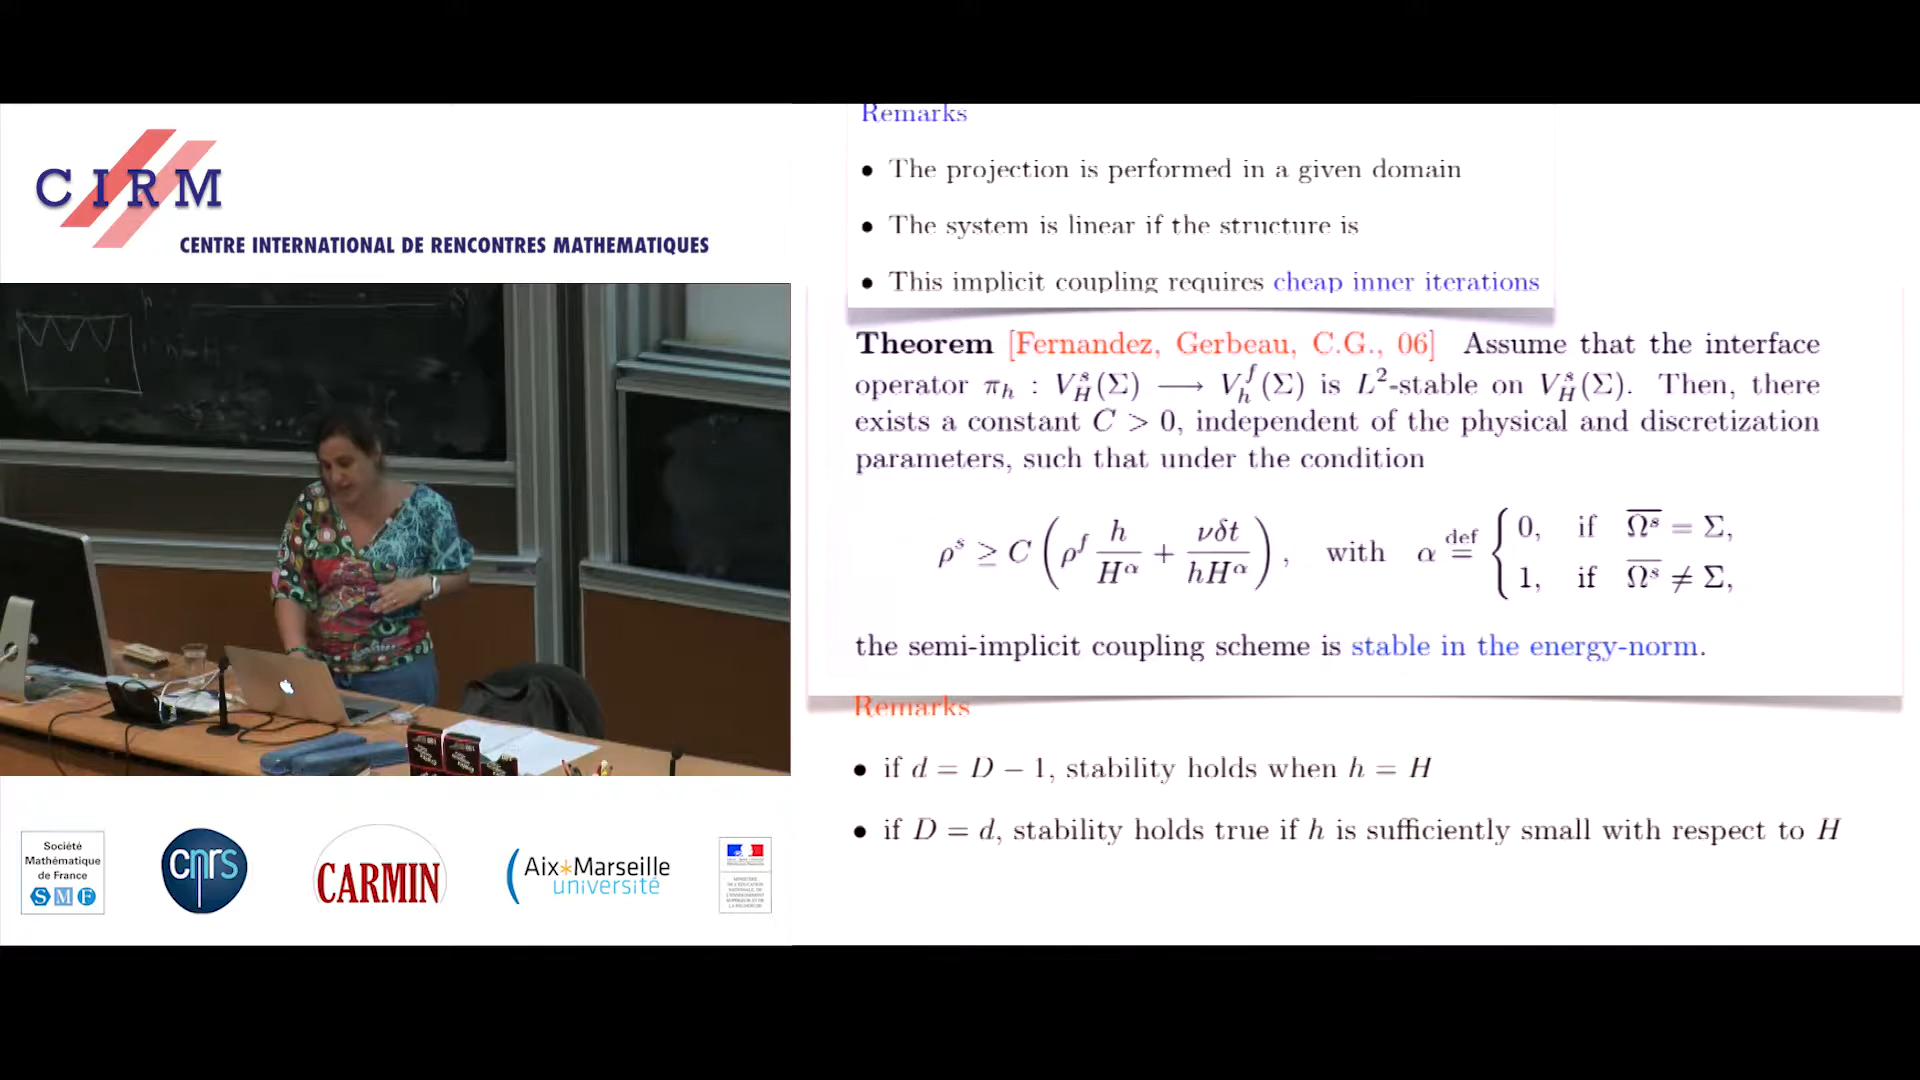 CIRM
CENTRE INTERNATIONAL DE RENCONTRES MATHEMATIQUES
Remarks
• The projection is performed in a given domain
• The system is linear if the structure is
• This implicit coupling requires cheap inner iterations
Theorem [Fernandez, Gerbeau, C.G., 06] Assume that the interface
operator π_h : V_H^s(Σ) ⟶ V_h^f(Σ) is L²-stable on V_H^s(Σ). Then, there
exists a constant C > 0, independent of the physical and discretization
parameters, such that under the condition
ρ^s ≥ C ( ρ^f h/H^α + νδt/(hH^α) ), with α def= { 0, if \overline{Ω^s} = Σ,
1, if \overline{Ω^s} ≠ Σ,
the semi-implicit coupling scheme is stable in the energy-norm.
Remarks
• if d = D − 1, stability holds when h = H
• if D = d, stability holds true if h is sufficiently small with respect to H
Société
Mathématique
de France
SMF
cnrs
CARMIN
Aix*Marseille
université